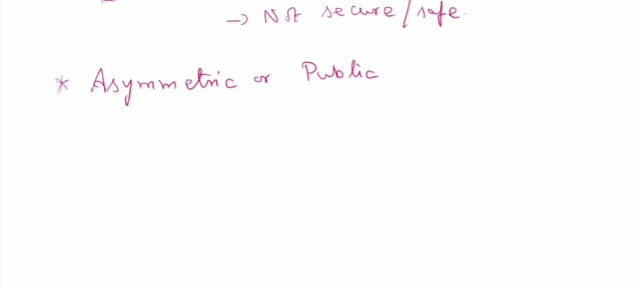 → Not secure/safe.
* Asymmetric or Public